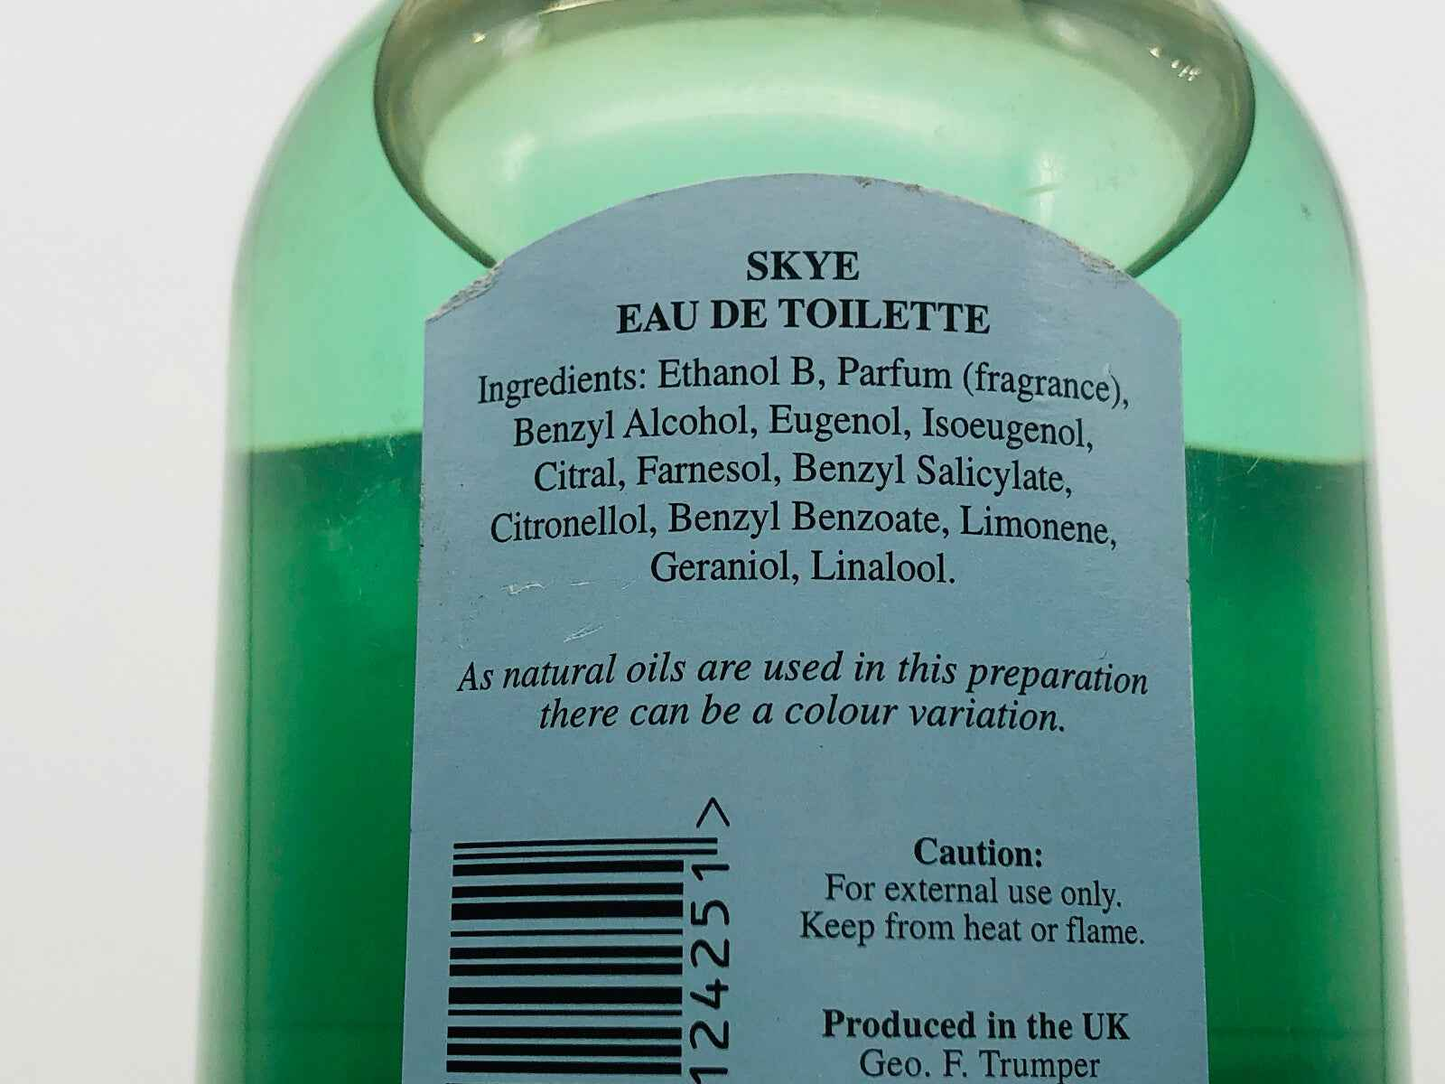 SKYE
EAU DE TOILETTE
Ingredients: Ethanol B, Parfum (fragrance),
Benzyl Alcohol, Eugenol, Isoeugenol,
Citral, Farnesol, Benzyl Salicylate,
Citronellol, Benzyl Benzoate, Limonene,
Geraniol, Linalool.
As natural oils are used in this preparation
there can be a colour variation.
124251>
Caution:
For external use only.
Keep from heat or flame.
Produced in the UK
Geo. F. Trumper